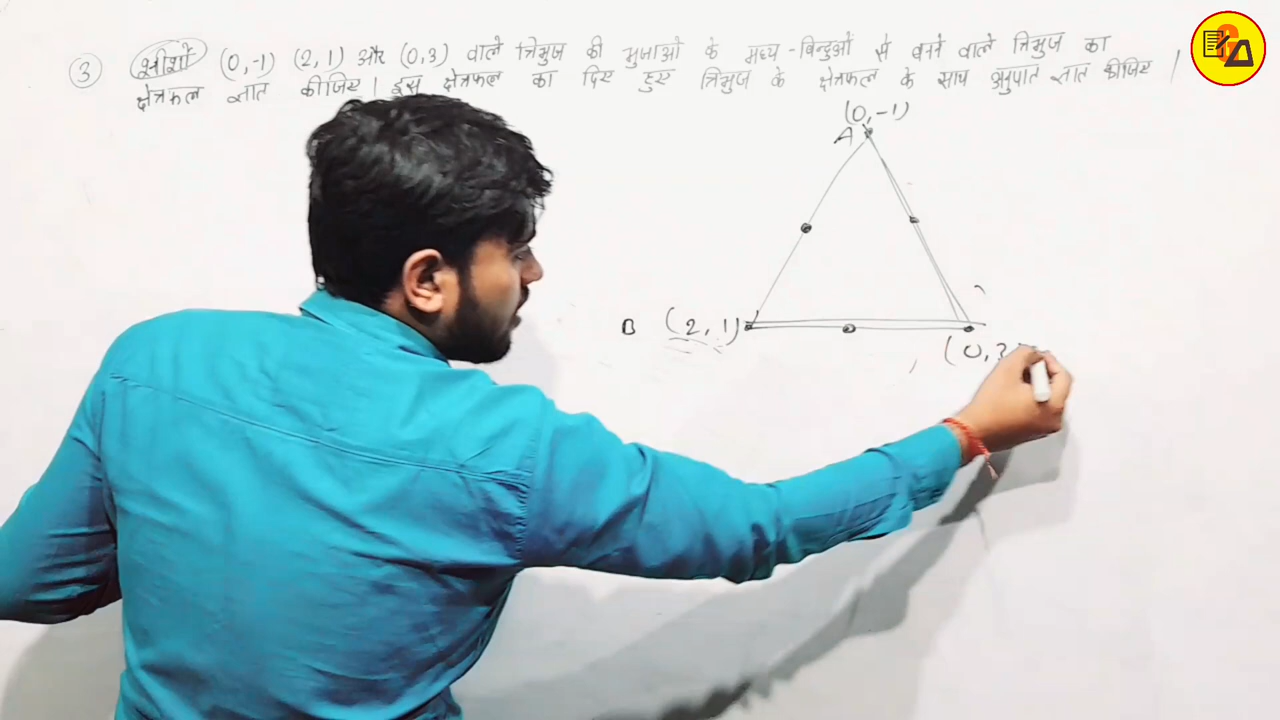 ③ शीर्षों (0,-1) (2,1) और (0,3) वाले त्रिभुज की भुजाओं के मध्य-बिन्दुओं से बनने वाले त्रिभुज का
क्षेत्रफल ज्ञात कीजिए। इस क्षेत्रफल का दिए हुए त्रिभुज के क्षेत्रफल के साथ अनुपात ज्ञात कीजिए।
(0,-1)
A
B (2,1)
(0,3